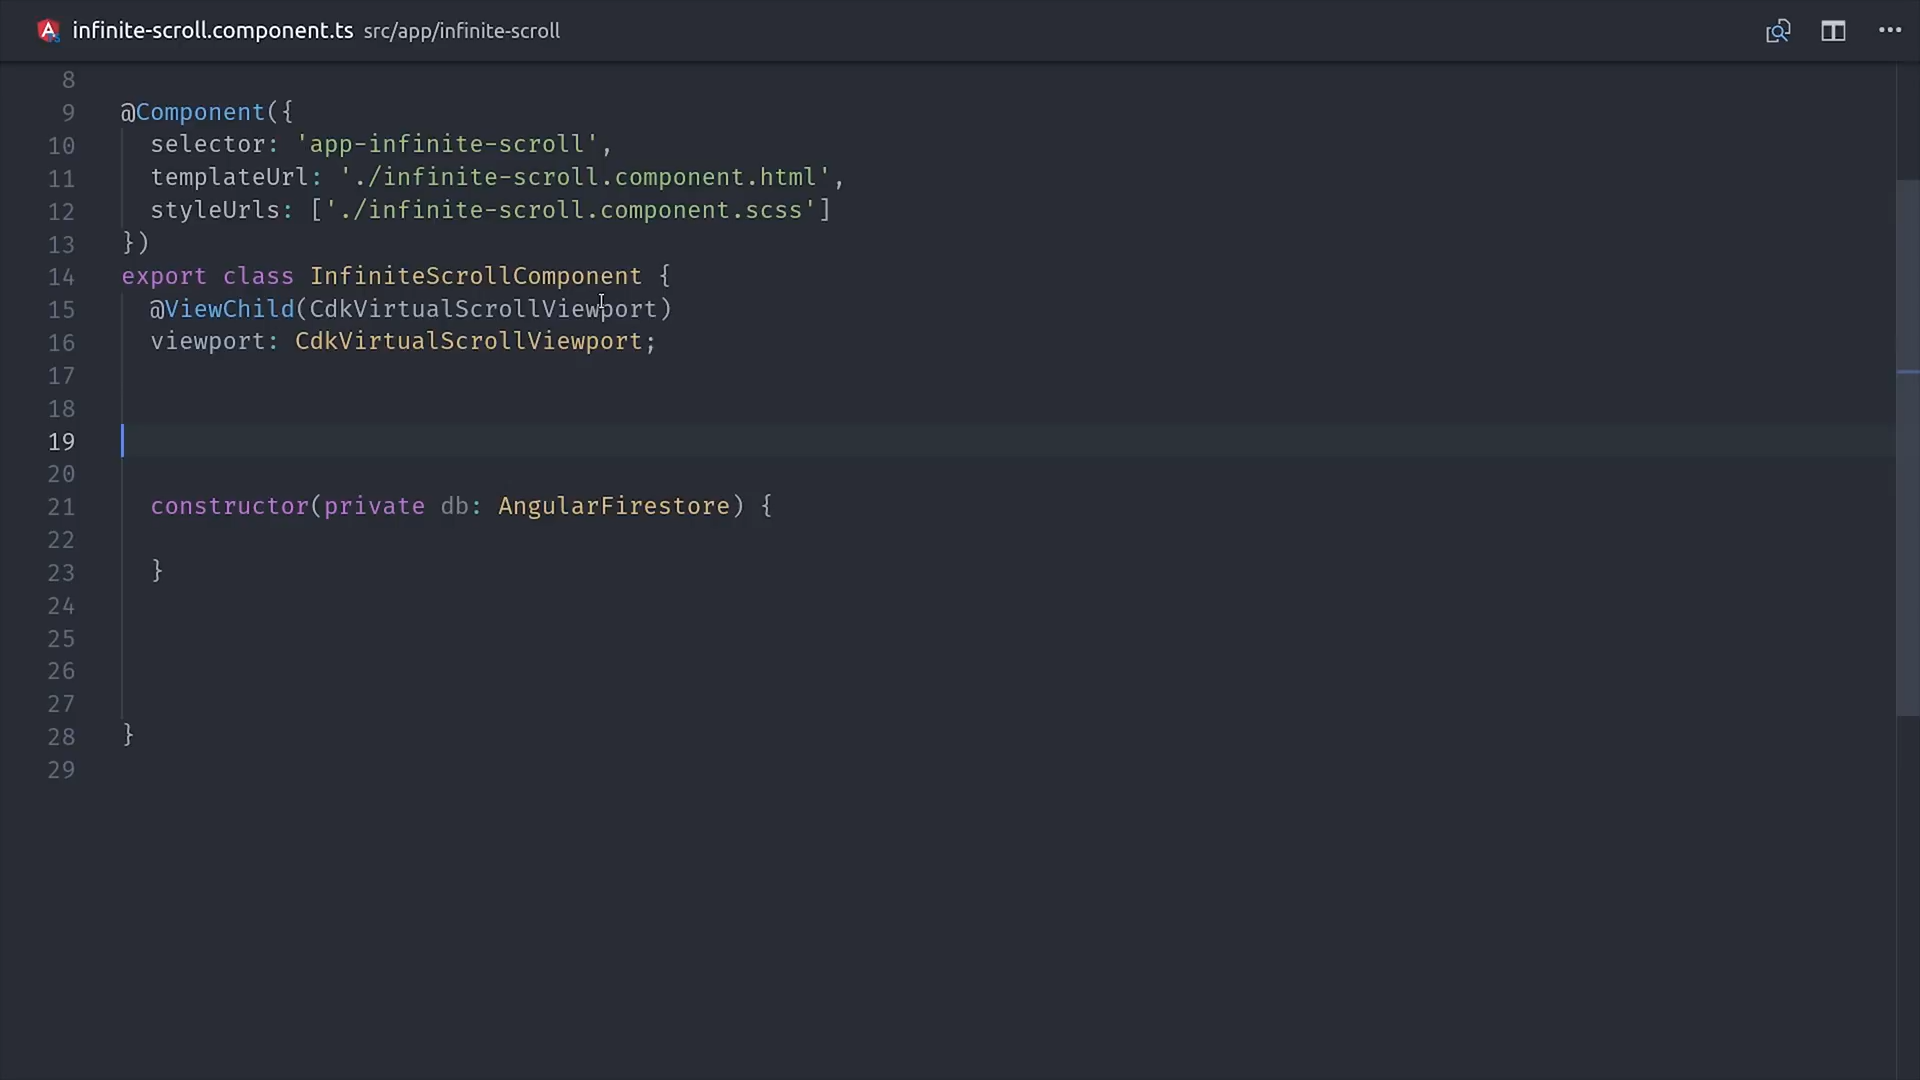 infinite-scroll.component.ts src/app/infinite-scroll
8
9 @Component({
10 selector: 'app-infinite-scroll',
11 templateUrl: './infinite-scroll.component.html',
12 styleUrls: ['./infinite-scroll.component.scss']
13 })
14 export class InfiniteScrollComponent {
15 @ViewChild(CdkVirtualScrollViewport)
16 viewport: CdkVirtualScrollViewport;
17
18
19
20
21 constructor(private db: AngularFirestore) {
22
23 }
24
25
26
27
28 }
29